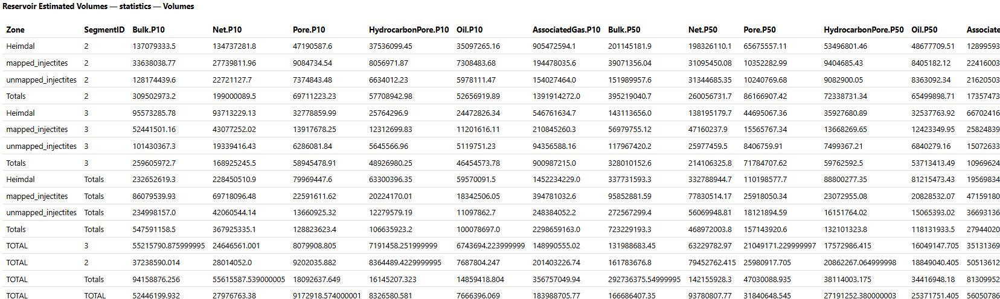 Reservoir Estimated Volumes — statistics — Volumes
Zone SegmentID Bulk.P10 Net.P10 Pore.P10 HydrocarbonPore.P10 Oil.P10 AssociatedGas.P10 Bulk.P50 Net.P50 Pore.P50 HydrocarbonPore.P50 Oil.P50 Associate
Heimdal 2 137079333.5 134737281.8 47190587.6 37536099.45 35097265.16 905472594.1 201145181.9 198326110.1 65675557.11 53496801.46 48677709.51 12899593
mapped_injectites 2 33638038.77 27739811.96 9084734.54 8056971.87 7308483.68 194478035.6 39071356.04 31095450.08 10352282.99 9404685.43 8405182.12 22416003
unmapped_injectites 2 128174439.6 22721127.7 7374843.48 6634012.23 5978111.47 154027464.0 151989957.6 31344685.35 10240769.68 9082900.05 8363092.34 21620503
Totals 2 309502973.2 199000089.5 69711223.23 57708942.98 52656919.89 1391914272.0 395219040.7 260056731.7 86166907.42 72338731.34 65499898.71 17357473
Heimdal 3 95573285.78 93713229.13 32778859.99 25764296.9 24472826.34 546761634.7 143113656.0 138195179.7 44695067.36 35927680.89 32537763.92 66702416
mapped_injectites 3 52441501.16 43077252.02 13917678.25 12312699.83 11201616.11 210845260.3 56979755.12 47160237.9 15565767.34 13668269.65 12423349.95 25824839
unmapped_injectites 3 101430367.3 19339416.43 6286081.84 5645566.96 5119751.23 94356588.16 117967420.2 25977459.5 8406759.91 7499367.21 6840279.16 15072633
Totals 3 259605972.7 168925245.5 58945478.91 48926980.25 46454573.78 900987215.0 328010152.6 214106325.8 71784707.62 59762592.5 53713413.49 10969624
Heimdal Totals 232652619.3 228450510.9 79969447.6 63300396.35 59570091.5 1452234229.0 337731593.3 332788944.7 110198577.7 88800277.35 81215473.43 19569834
mapped_injectites Totals 86079539.93 69718096.48 22591611.62 20224170.01 18342506.05 394781032.6 95852881.59 77830514.17 25918050.34 23072955.08 20828532.07 47159180
unmapped_injectites Totals 234998157.0 42060544.14 13660925.32 12279579.19 11097862.7 248384052.2 272567299.4 56069948.81 18121894.59 16151764.02 15065393.02 36693136
Totals Totals 547591158.5 367925335.1 128823623.4 106635923.2 100078697.0 2298659163.0 723229193.3 468972003.8 157143920.6 132101323.8 118131933.5 27944020
TOTAL 3 55215790.875999995 24646561.001 8079908.805 7191458.251999999 6743694.223999999 148990555.02 131988683.45 63229782.97 21049171.229999997 17572986.415 16049147.705 35131369
TOTAL 2 37238590.014 28014052.0 9202035.882 8364489.4229999995 7687804.247 201403226.74 161783676.8 79452762.415 25980917.705 20862267.064999998 18849040.405 50513612
TOTAL Totals 94158876.256 55615587.539000005 18092637.649 16145207.323 14859418.804 356757049.94 292736375.54999995 142155928.3 47030088.935 38114003.175 34416948.18 81309952
TOTAL TOTAL 52446199.932 27976763.38 9172918.574000001 8326580.581 7666396.069 183988705.77 166686407.35 93780807.77 31840648.545 27191252.380000003 25371751.405 56050786